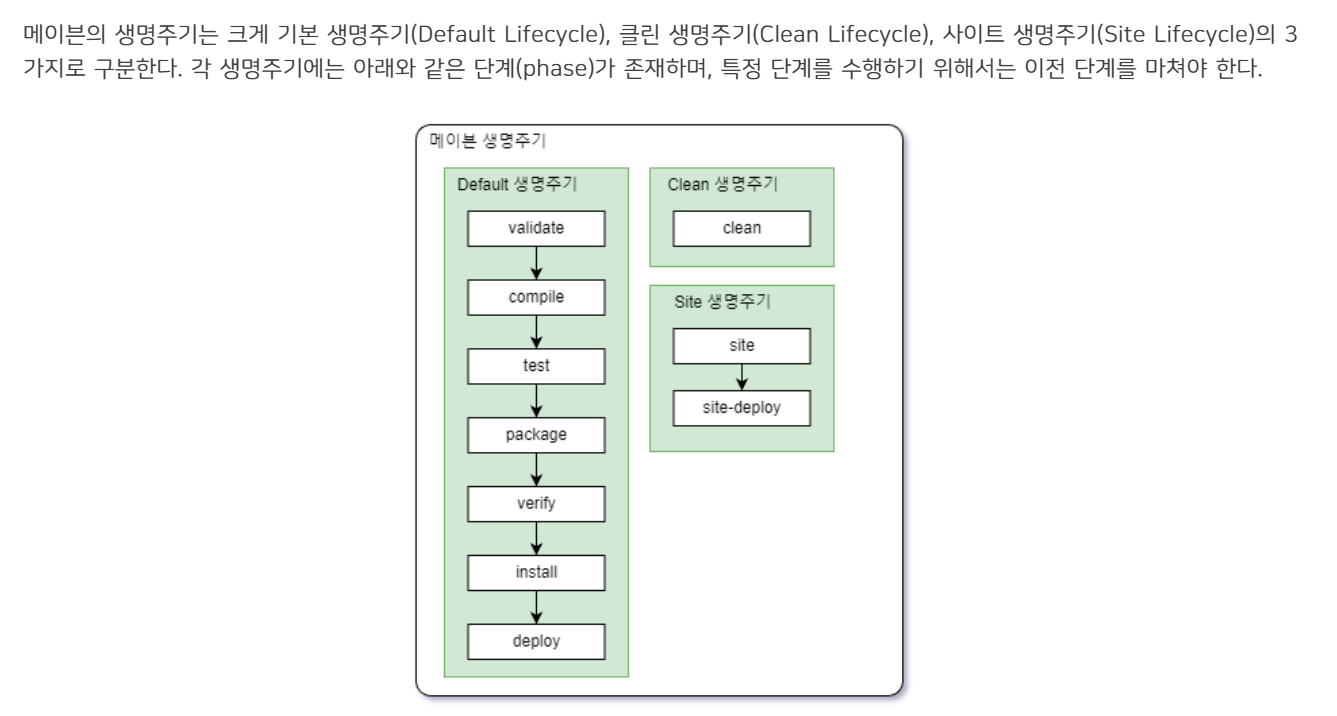 메이븐의 생명주기는 크게 기본 생명주기(Default Lifecycle), 클린 생명주기(Clean Lifecycle), 사이트 생명주기(Site Lifecycle)의 3
가지로 구분한다. 각 생명주기에는 아래와 같은 단계(phase)가 존재하며, 특정 단계를 수행하기 위해서는 이전 단계를 마쳐야 한다.
메이븐 생명주기
Default 생명주기
validate
compile
test
package
verify
install
deploy
Clean 생명주기
clean
Site 생명주기
site
site-deploy